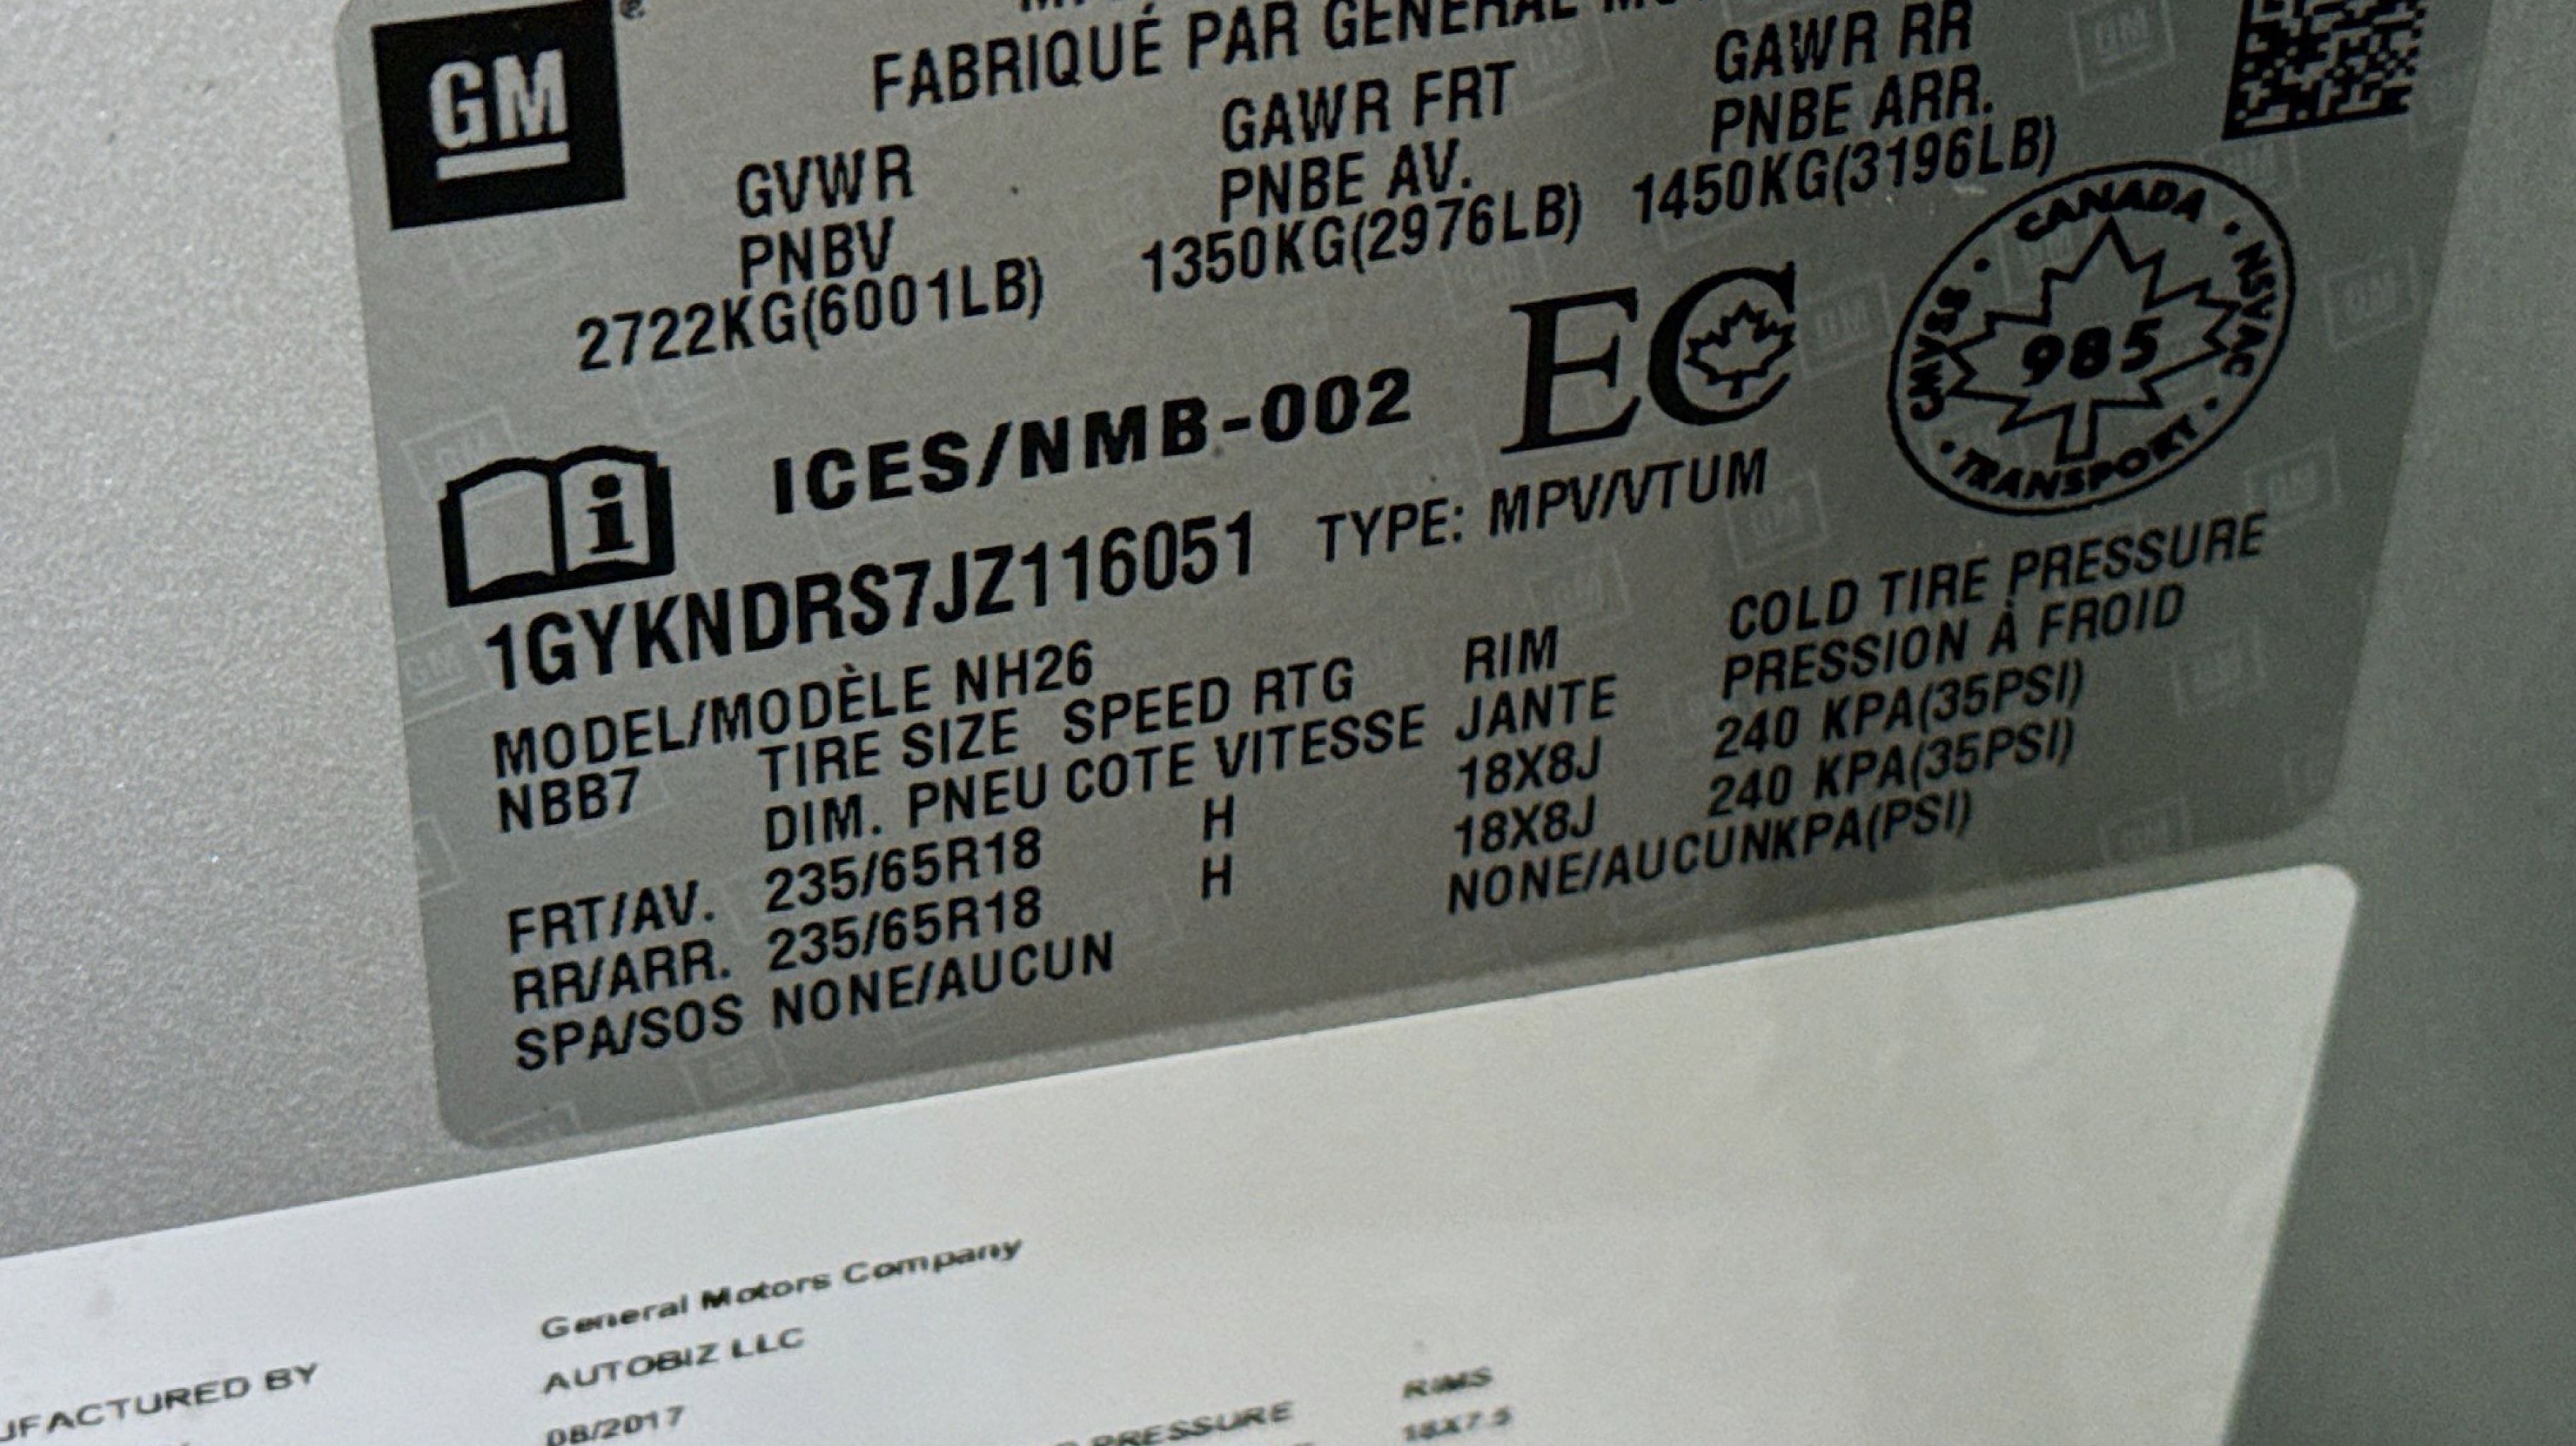 GM
FABRIQUÉ PAR GENERAL
GVWR
PNBV
2722KG(6001LB)
GAWR FRT
PNBE AV.
1350KG(2976LB)
GAWR RR
PNBE ARR.
1450KG(3196LB)
ICES/NMB-002
EC
CANADA
CMVSS
985
NSVAC
TRANSPORT
1GYKNDRS7JZ116051 TYPE: MPV/VTUM
MODEL/MODÈLE NH26
NBB7
TIRE SIZE SPEED RTG RIM COLD TIRE PRESSURE
DIM. PNEU COTE VITESSE JANTE PRESSION À FROID
FRT/AV. 235/65R18 H 18X8J 240 KPA(35PSI)
RR/ARR. 235/65R18 H 18X8J 240 KPA(35PSI)
SPA/SOS NONE/AUCUN NONE/AUCUNKPA(PSI)
General Motors Company
UFACTURED BY AUTOBIZ LLC
08/2017
PRESSURE RIMS
18X7.5